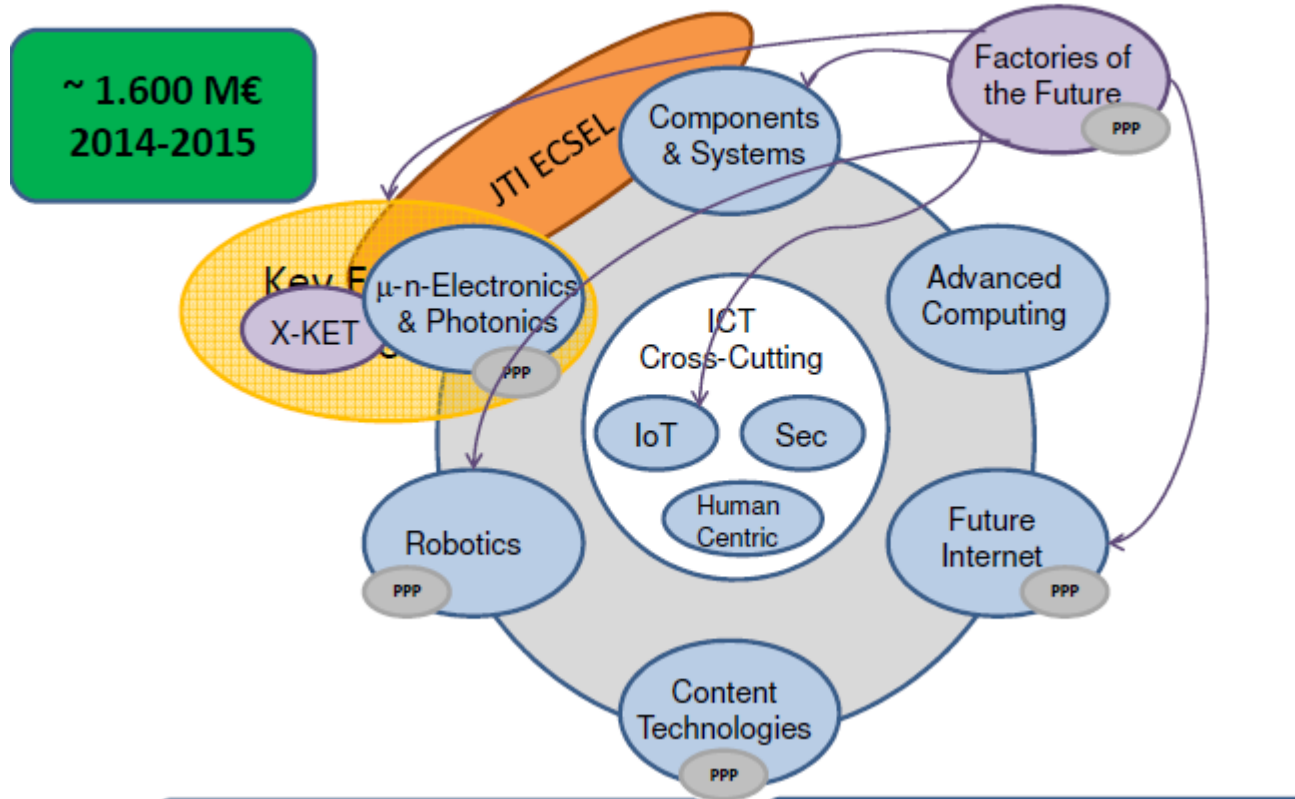 ~ 1.600 M€
2014-2015
JTI ECSEL
Components
& Systems
Factories of
the Future
PPP
Advanced
Computing
Key
X-KET
µ-n-Electronics
& Photonics
PPP
ICT
Cross-Cutting
IoT
Sec
Human
Centric
Robotics
PPP
Future
Internet
PPP
Content
Technologies
PPP